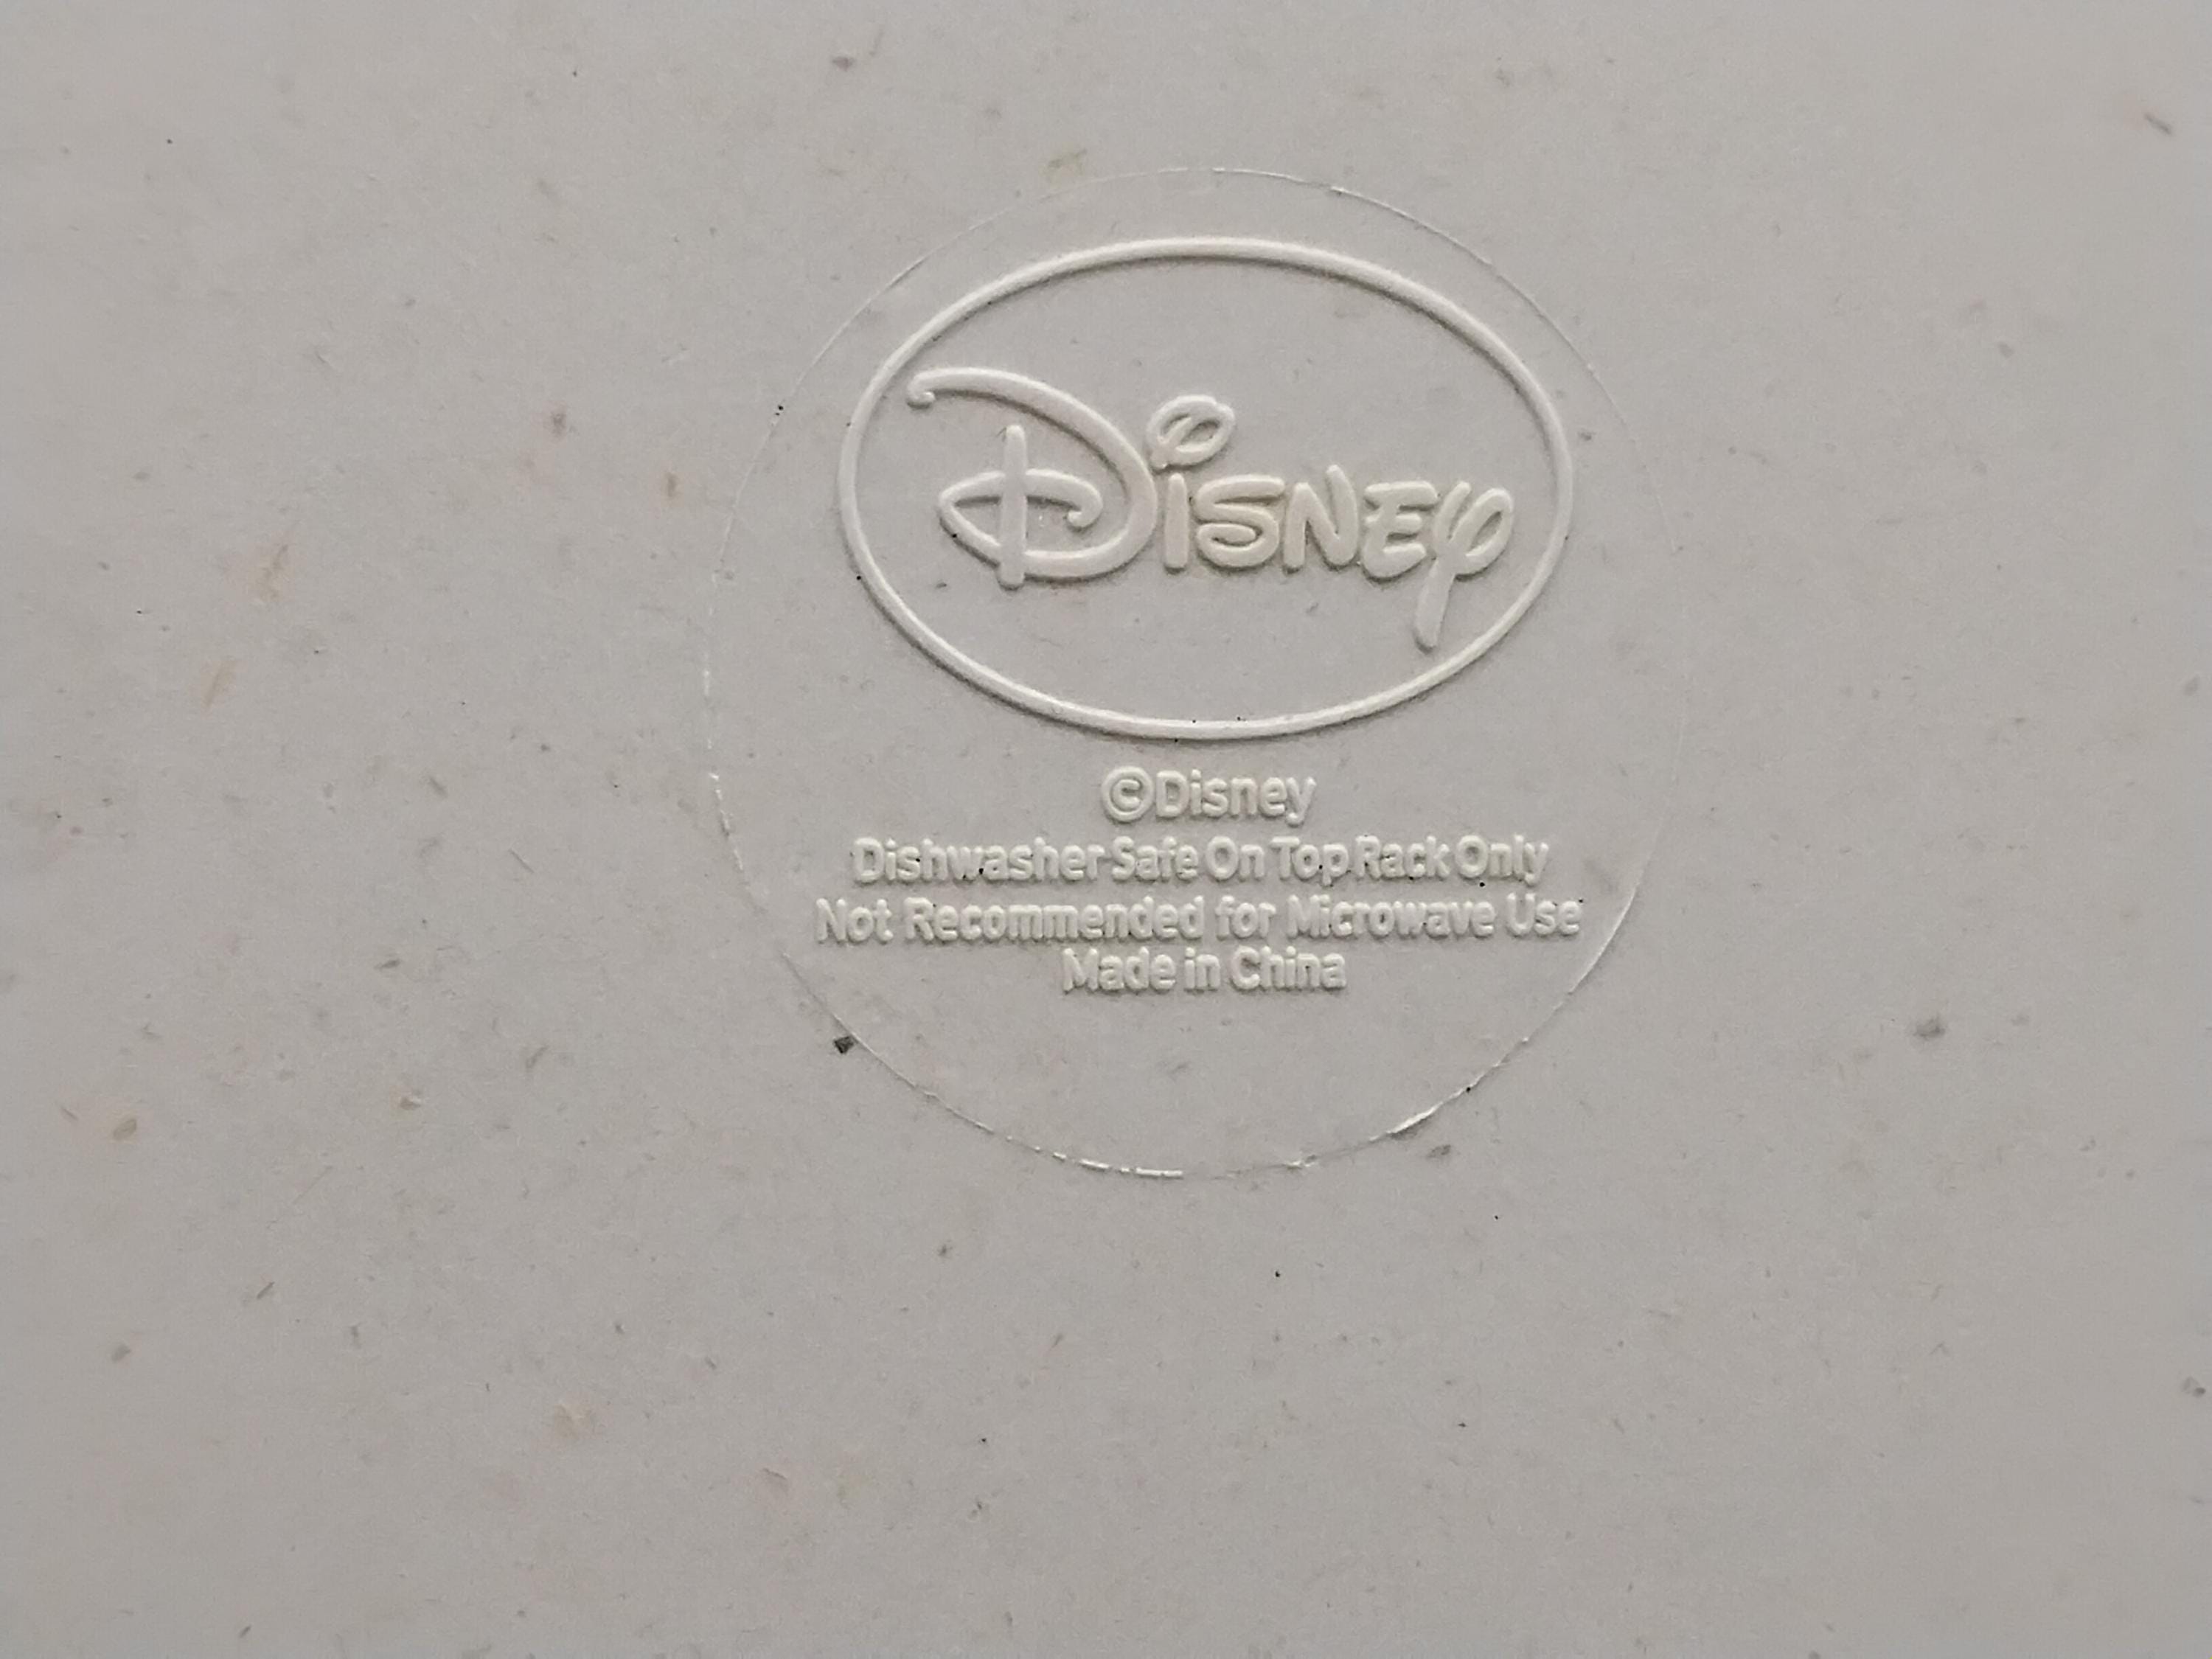 Disney
©Disney
Dishwasher Safe On Top Rack Only
Not Recommended for Microwave Use
Made in China